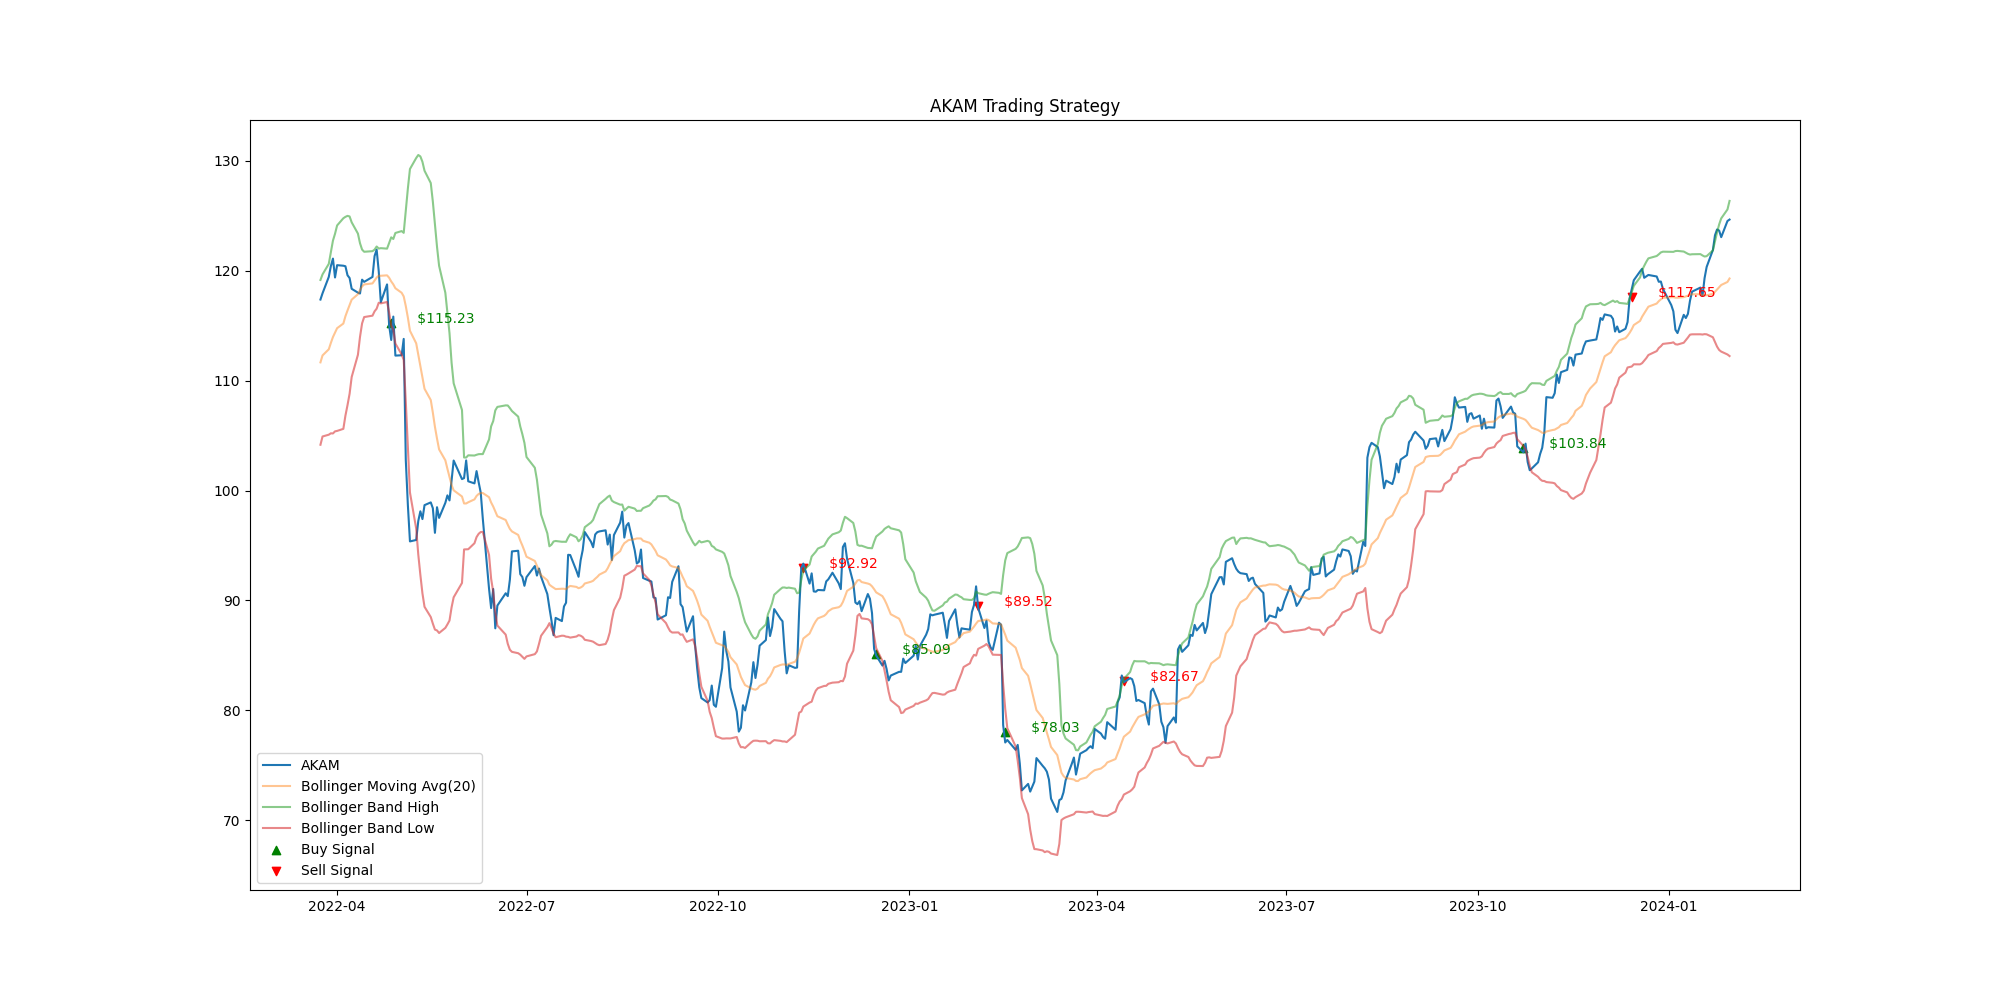 AKAM Trading Strategy
130
120
110
100
90
80
70
$115.23
$92.92
$85.09
$89.52
$78.03
$82.67
$103.84
$117.65
AKAM
Bollinger Moving Avg(20)
Bollinger Band High
Bollinger Band Low
Buy Signal
Sell Signal
2022-04 2022-07 2022-10 2023-01 2023-04 2023-07 2023-10 2024-01